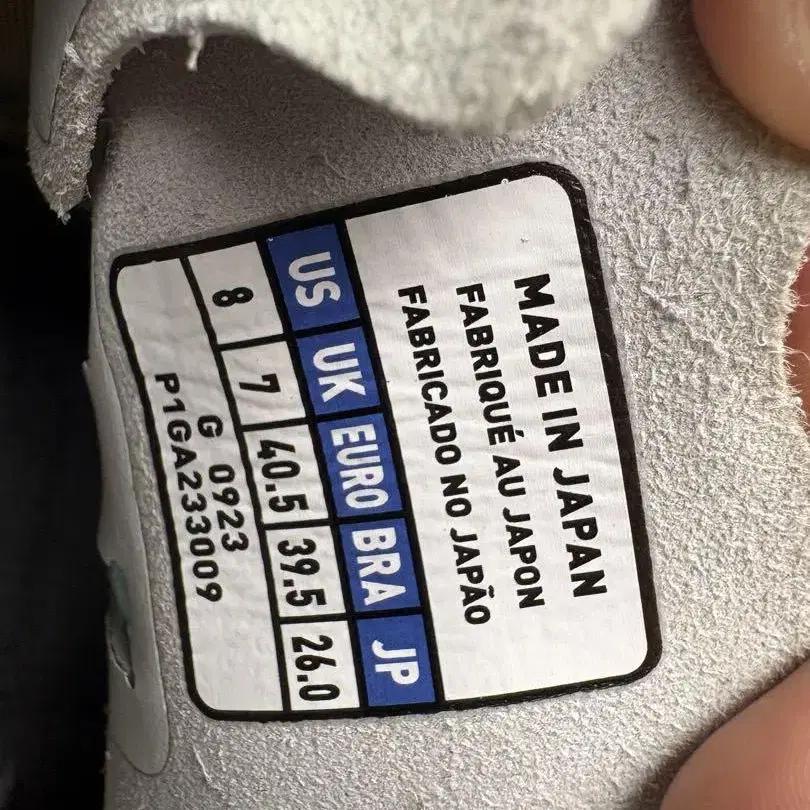 MADE IN JAPAN
FABRIQUÉ AU JAPON
FABRICADO NO JAPÃO
US UK EURO BRA JP
8 7 40.5 39.5 26.0
G 0923
P1GA233009